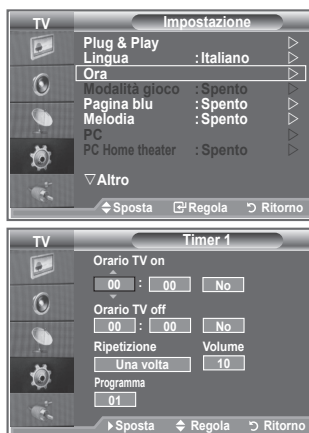 TV Impostazione
Plug & Play
Lingua : Italiano
Ora
Modalità gioco : Spento
Pagina blu : Spento
Melodia : Spento
PC
PC Home theater : Spento
▽Altro
Sposta Regola Ritorno
TV Timer 1
Orario TV on
00 : 00 No
Orario TV off
00 : 00 No
Ripetizione Volume
Una volta 10
Programma
01
Sposta Regola Ritorno